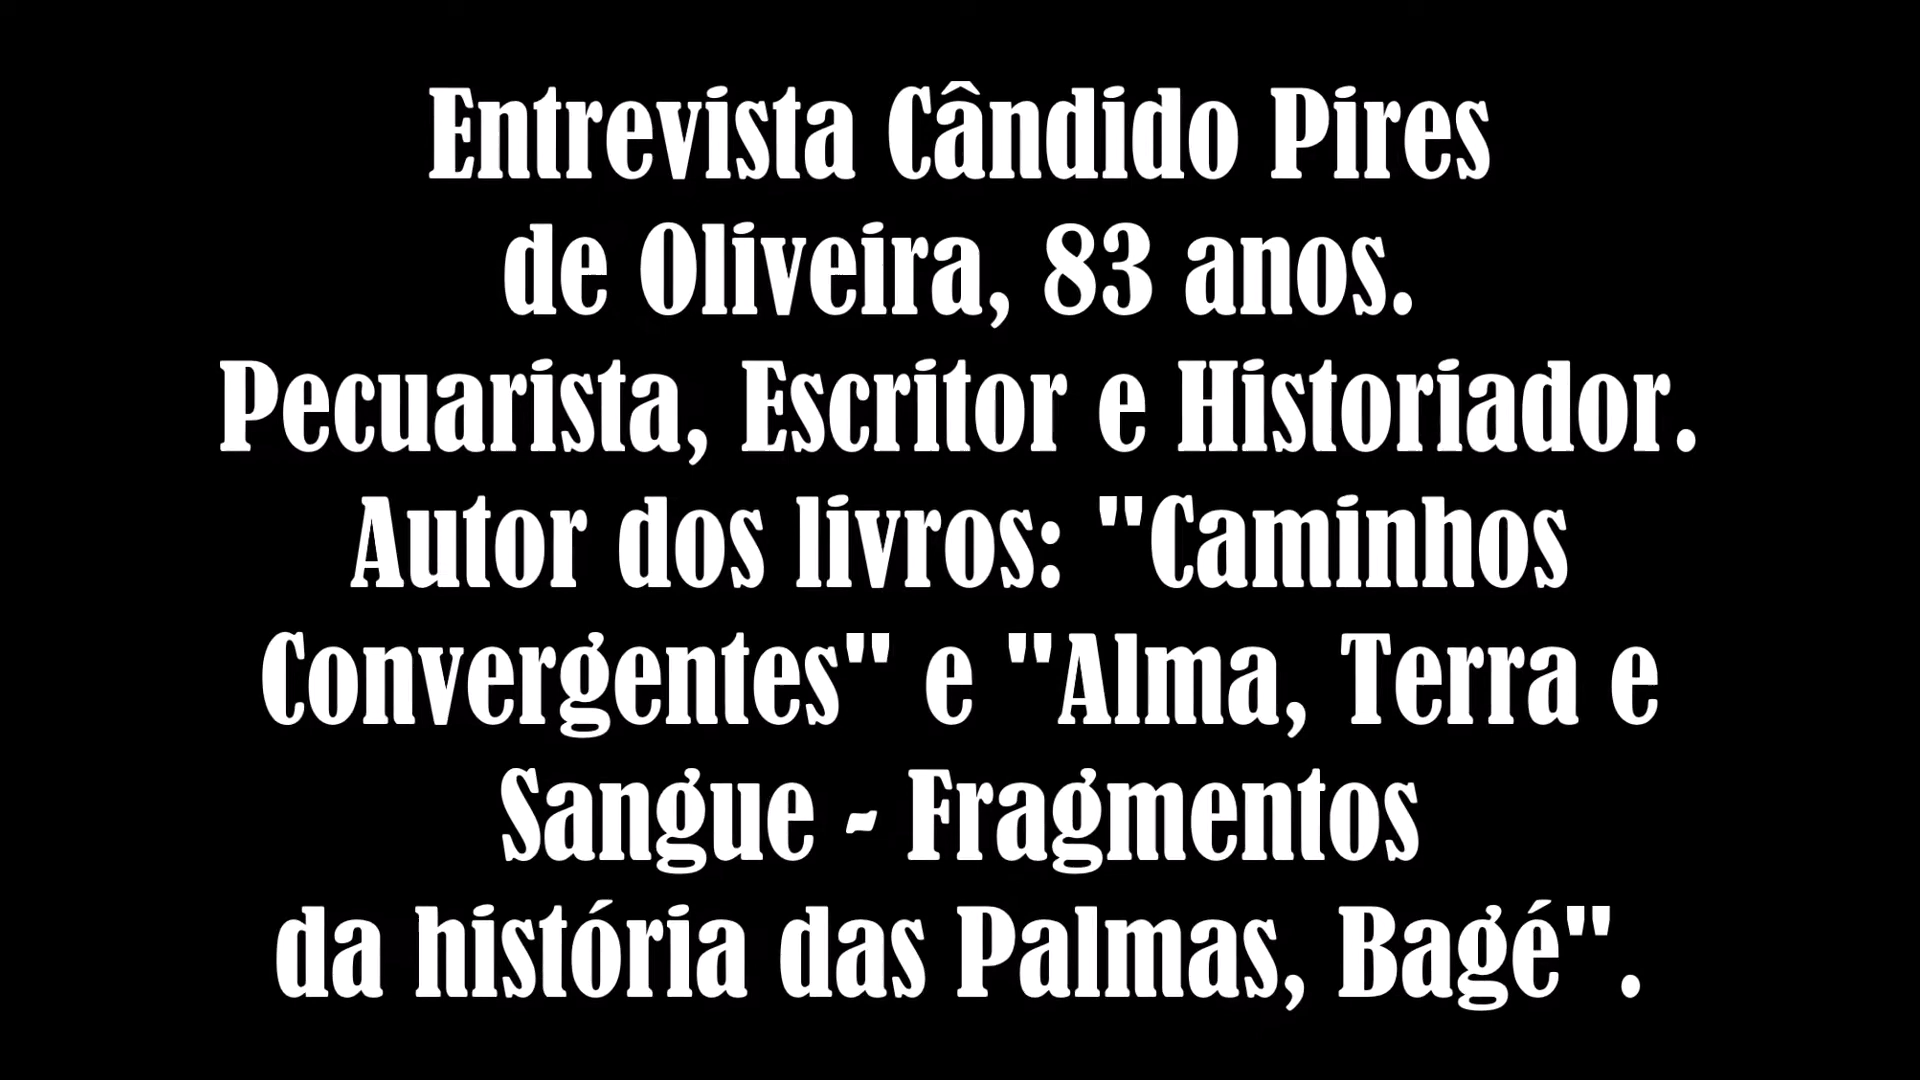 Entrevista Cândido Pires
de Oliveira, 83 anos.
Pecuarista, Escritor e Historiador.
Autor dos livros: "Caminhos
Convergentes" e "Alma, Terra e
Sangue - Fragmentos
da história das Palmas, Bagé".